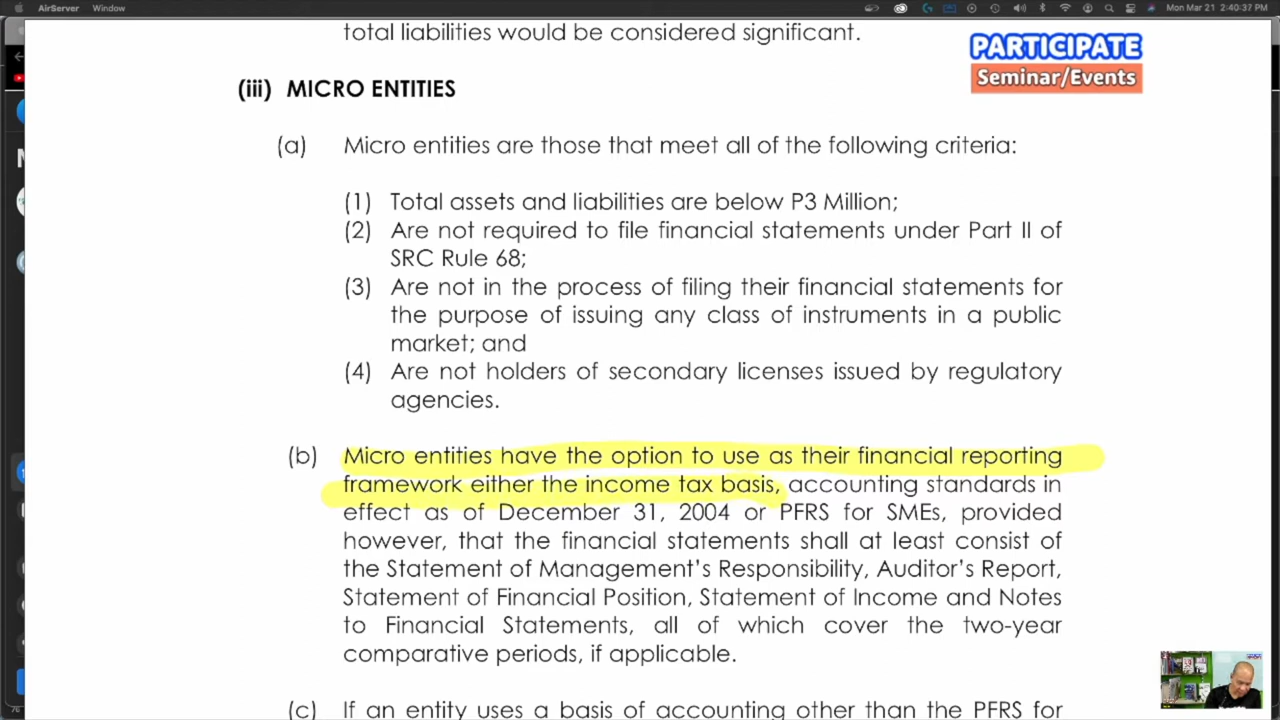 AirServer Window Mon Mar 21 2:40:37 PM
total liabilities would be considered significant.
PARTICIPATE
Seminar/Events
(iii) MICRO ENTITIES
(a) Micro entities are those that meet all of the following criteria:
(1) Total assets and liabilities are below P3 Million;
(2) Are not required to file financial statements under Part II of
SRC Rule 68;
(3) Are not in the process of filing their financial statements for
the purpose of issuing any class of instruments in a public
market; and
(4) Are not holders of secondary licenses issued by regulatory
agencies.
(b) Micro entities have the option to use as their financial reporting
framework either the income tax basis, accounting standards in
effect as of December 31, 2004 or PFRS for SMEs, provided
however, that the financial statements shall at least consist of
the Statement of Management's Responsibility, Auditor's Report,
Statement of Financial Position, Statement of Income and Notes
to Financial Statements, all of which cover the two-year
comparative periods, if applicable.
(c) If an entity uses a basis of accounting other than the PFRS for